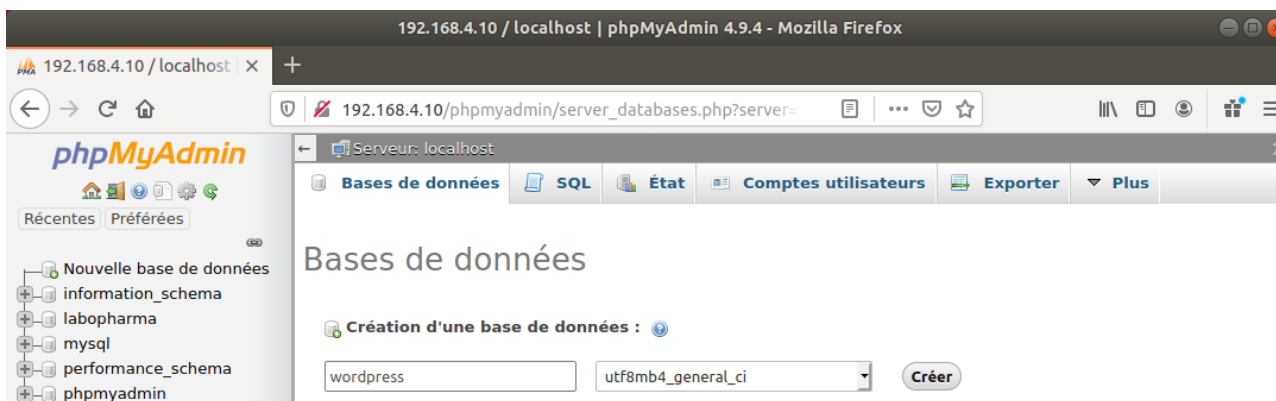 192.168.4.10 / localhost | phpMyAdmin 4.9.4 - Mozilla Firefox
PMA 192.168.4.10 / localhost |
192.168.4.10/phpmyadmin/server_databases.php?server=
phpMyAdmin
Récentes Préférées
Nouvelle base de données
information_schema
labopharma
mysql
performance_schema
phpmyadmin
Serveur: localhost
Bases de données SQL État Comptes utilisateurs Exporter Plus
Bases de données
Création d'une base de données :
wordpress utf8mb4_general_ci Créer